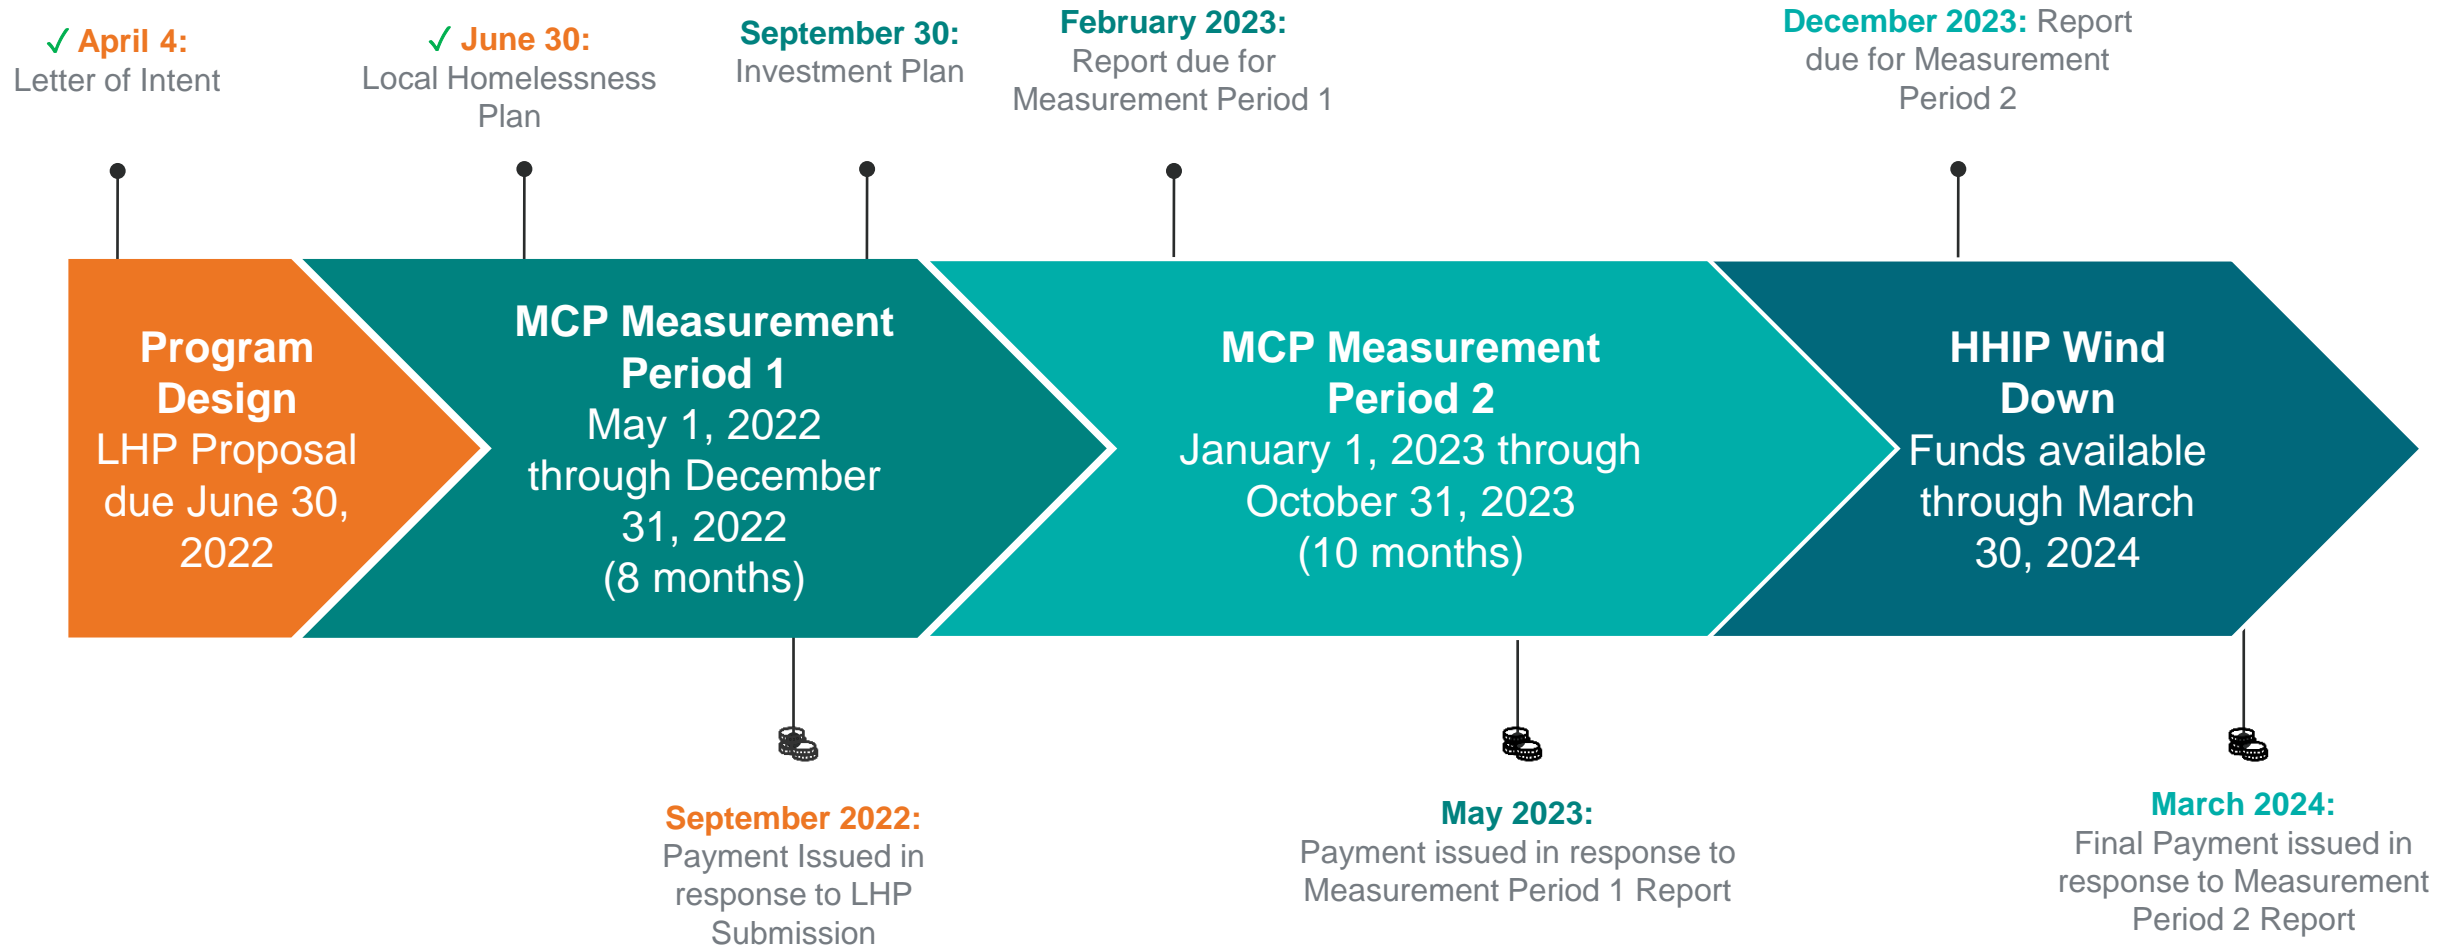 ✓ April 4:
Letter of Intent
✓ June 30:
Local Homelessness
Plan
September 30:
Investment Plan
February 2023:
Report due for
Measurement Period 1
December 2023: Report
due for Measurement
Period 2
Program
Design
LHP Proposal
due June 30,
2022
MCP Measurement
Period 1
May 1, 2022
through December
31, 2022
(8 months)
MCP Measurement
Period 2
January 1, 2023 through
October 31, 2023
(10 months)
HHIP Wind
Down
Funds available
through March
30, 2024
September 2022:
Payment Issued in
response to LHP
Submission
May 2023:
Payment issued in response to
Measurement Period 1 Report
March 2024:
Final Payment issued in
response to Measurement
Period 2 Report